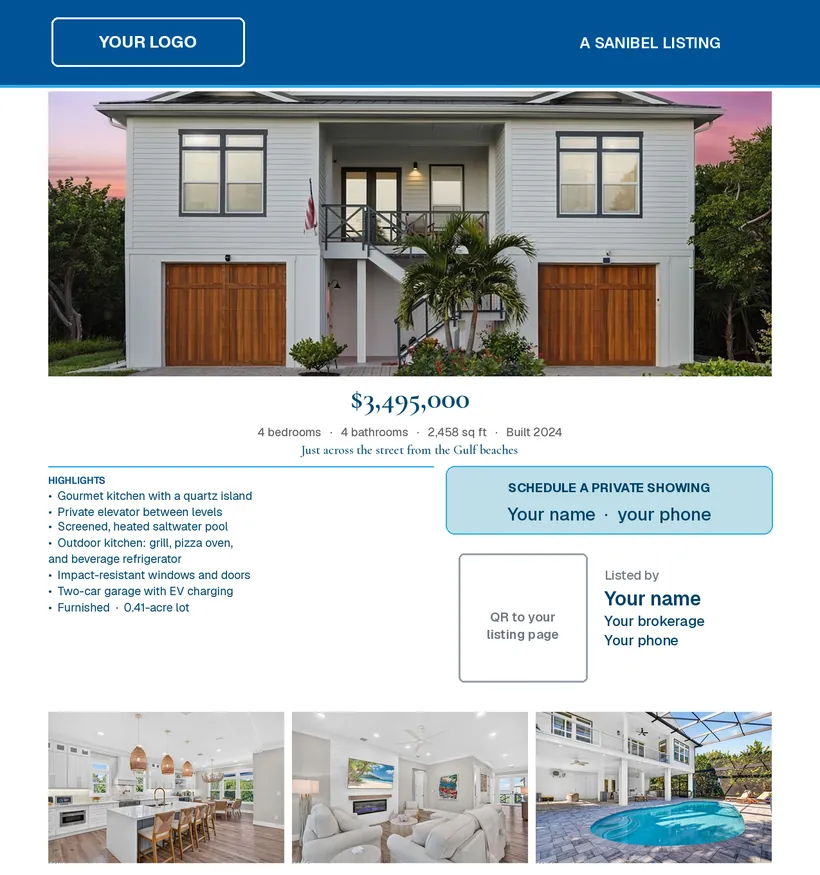 YOUR LOGO
A SANIBEL LISTING
$3,495,000
4 bedrooms · 4 bathrooms · 2,458 sq ft · Built 2024
Just across the street from the Gulf beaches
HIGHLIGHTS
• Gourmet kitchen with a quartz island
• Private elevator between levels
• Screened, heated saltwater pool
• Outdoor kitchen: grill, pizza oven,
and beverage refrigerator
• Impact-resistant windows and doors
• Two-car garage with EV charging
• Furnished · 0.41-acre lot
SCHEDULE A PRIVATE SHOWING
Your name · your phone
QR to your
listing page
Listed by
Your name
Your brokerage
Your phone